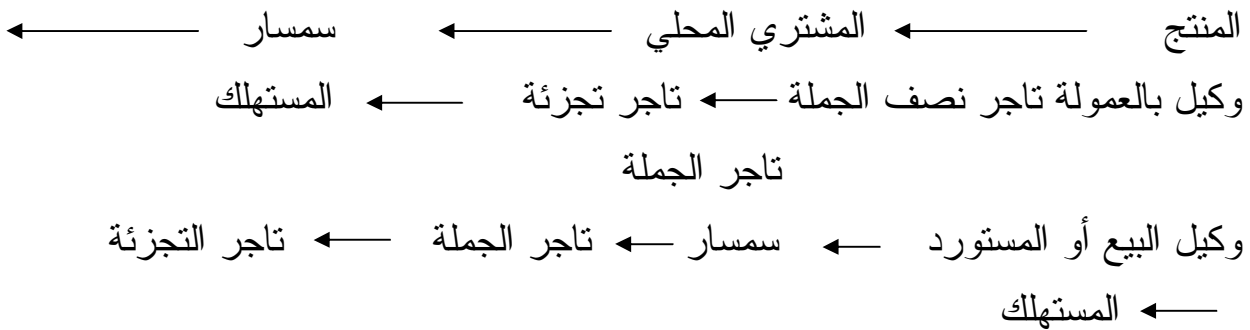 المنتج ← المشتري المحلي ← سمسار ←
وكيل بالعمولة تاجر نصف الجملة ← تاجر تجزئة ← المستهلك
تاجر الجملة
وكيل البيع أو المستورد ← سمسار ← تاجر الجملة ← تاجر التجزئة
← المستهلك